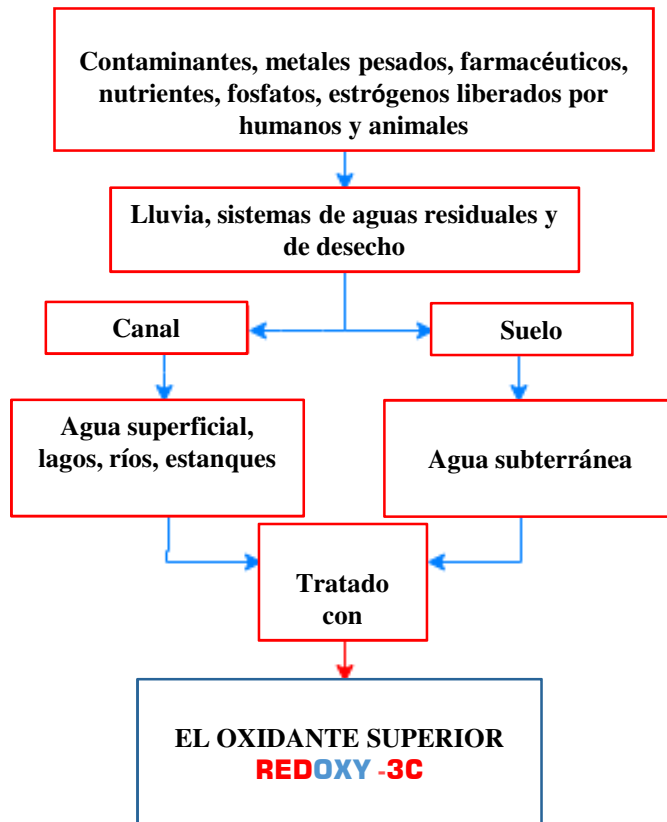 Contaminantes, metales pesados, farmacéuticos,
nutrientes, fosfatos, estrógenos liberados por
humanos y animales
Lluvia, sistemas de aguas residuales y
de desecho
Canal
Suelo
Agua superficial,
lagos, ríos, estanques
Agua subterránea
Tratado
con
EL OXIDANTE SUPERIOR
REDOXY -3C